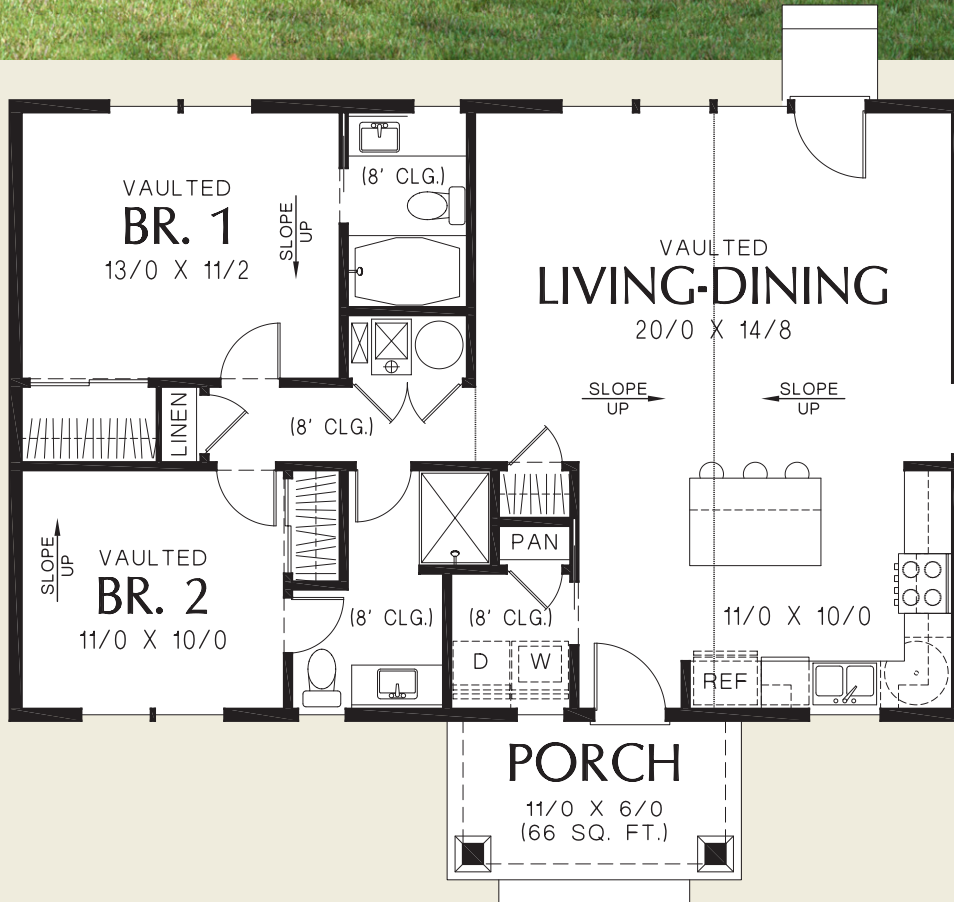 VAULTED
BR. 1
13/0 X 11/2
SLOPE
UP
(8' CLG.)
VAULTED
LIVING-DINING
20/0 X 14/8
SLOPE
UP
SLOPE
UP
LINEN
(8' CLG.)
PAN
SLOPE
UP
VAULTED
BR. 2
11/0 X 10/0
(8' CLG.)
(8' CLG.)
D
W
11/0 X 10/0
REF
PORCH
11/0 X 6/0
(66 SQ. FT.)